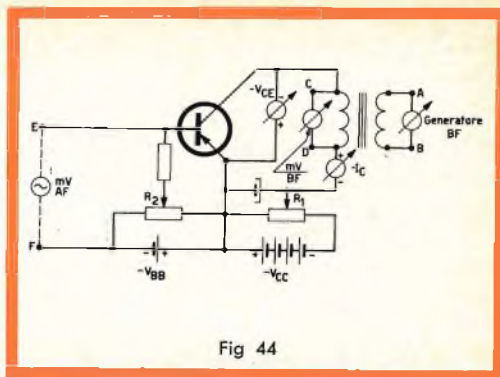 C
A
-VCE
-
+
Generatore
BF
E
D
B
mV
BF
+
-IC
-
mV
AF
R2
R1
F
-
+
+
-
-VBB
-VCC
Fig 44